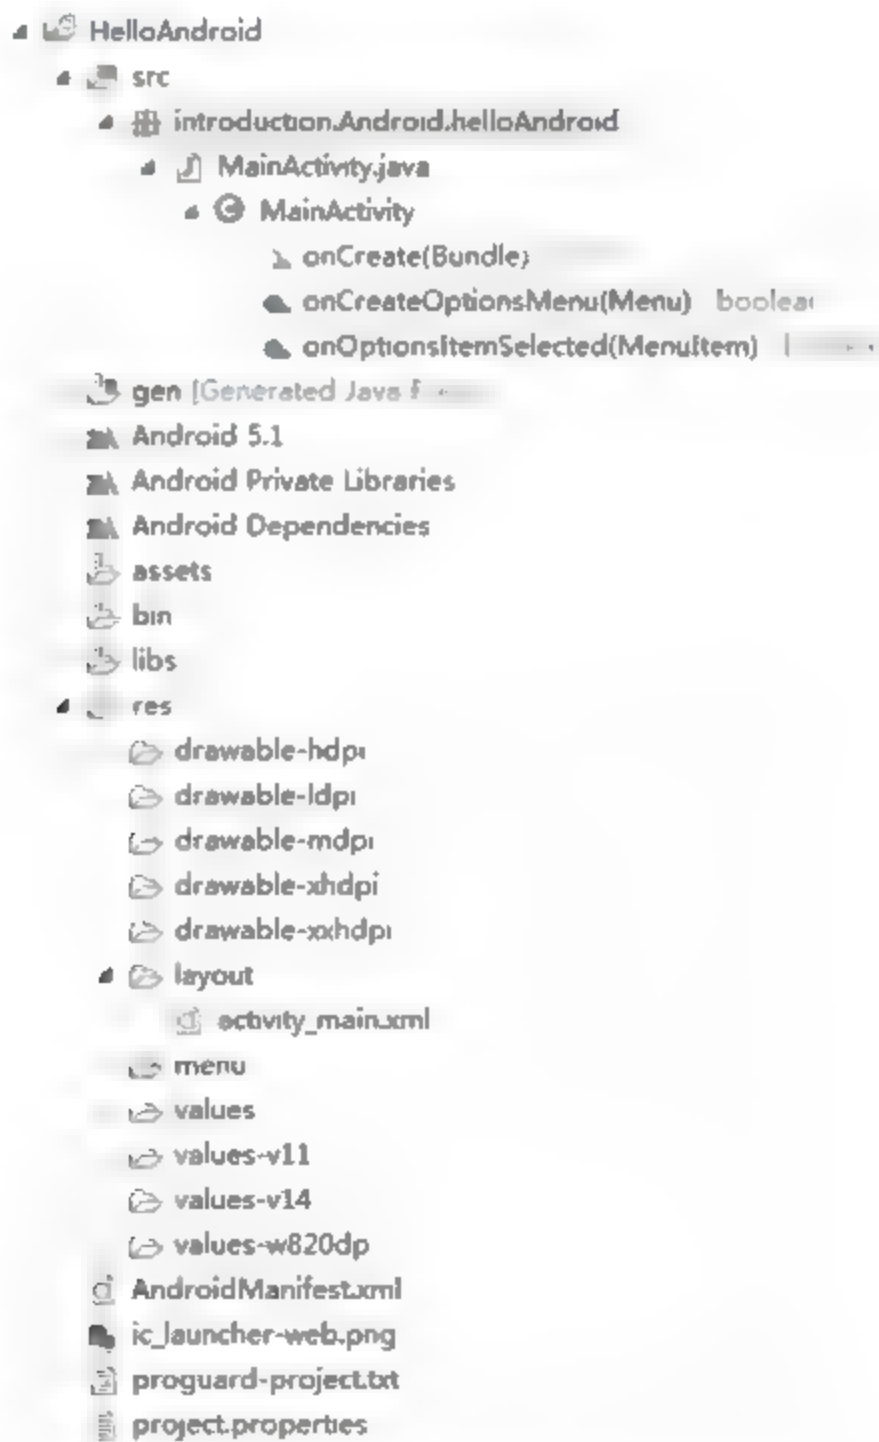 HelloAndroid
src
introduction.Android.helloAndroid
MainActivity.java
MainActivity
onCreate(Bundle)
onCreateOptionsMenu(Menu)
onOptionsItemSelected(MenuItem)
gen [Generated Java
Android 5.1
Android Private Libraries
Android Dependencies
assets
bin
libs
res
drawable-hdpi
drawable-ldpi
drawable-mdpi
drawable-xhdpi
drawable-xxhdpi
layout
activity_main.xml
menu
values
values-v11
values-v14
values-w820dp
AndroidManifest.xml
ic_launcher-web.png
proguard-project.txt
project.properties